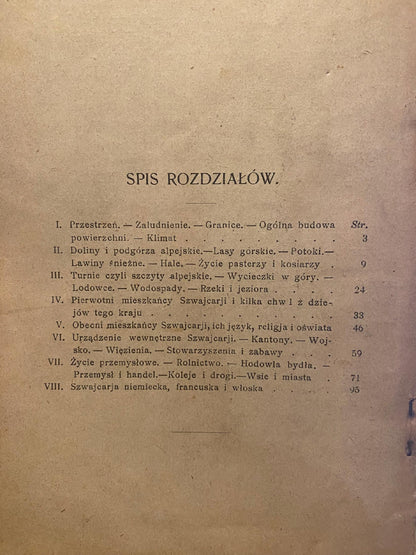 SPIS ROZDZIAŁÓW.
Str.
I. Przestrzeń. — Zaludnienie. — Granice. — Ogólna budowa
powierzchni. — Klimat . . . . . . . . . . 3
II. Doliny i podgórza alpejskie.—Lasy górskie. — Potoki.—
Lawiny śnieżne. — Hale. — Życie pasterzy i kosiarzy . 9
III. Turnie czyli szczyty alpejskie. — Wycieczki w góry. —
Lodowce. — Wodospady. — Rzeki i jeziora . . . . 24
IV. Pierwotni mieszkańcy Szwajcarji i kilka chw l z dzie-
jów tego kraju . . . . . . . . . . . 33
V. Obecni mieszkańcy Szwajcarji, ich język, religja i oświata 46
VI. Urządzenie wewnętrzne Szwajcarji. — Kantony. — Woj-
sko. — Więzienia. — Stowarzyszenia i zabawy . . . 59
VII. Życie przemysłowe. — Rolnictwo. — Hodowla bydła. —
Przemysł i handel.—Koleje i drogi.—Wsie i miasta . 71
VIII. Szwajcarja niemiecka, francuska i włoska . . . . . 95